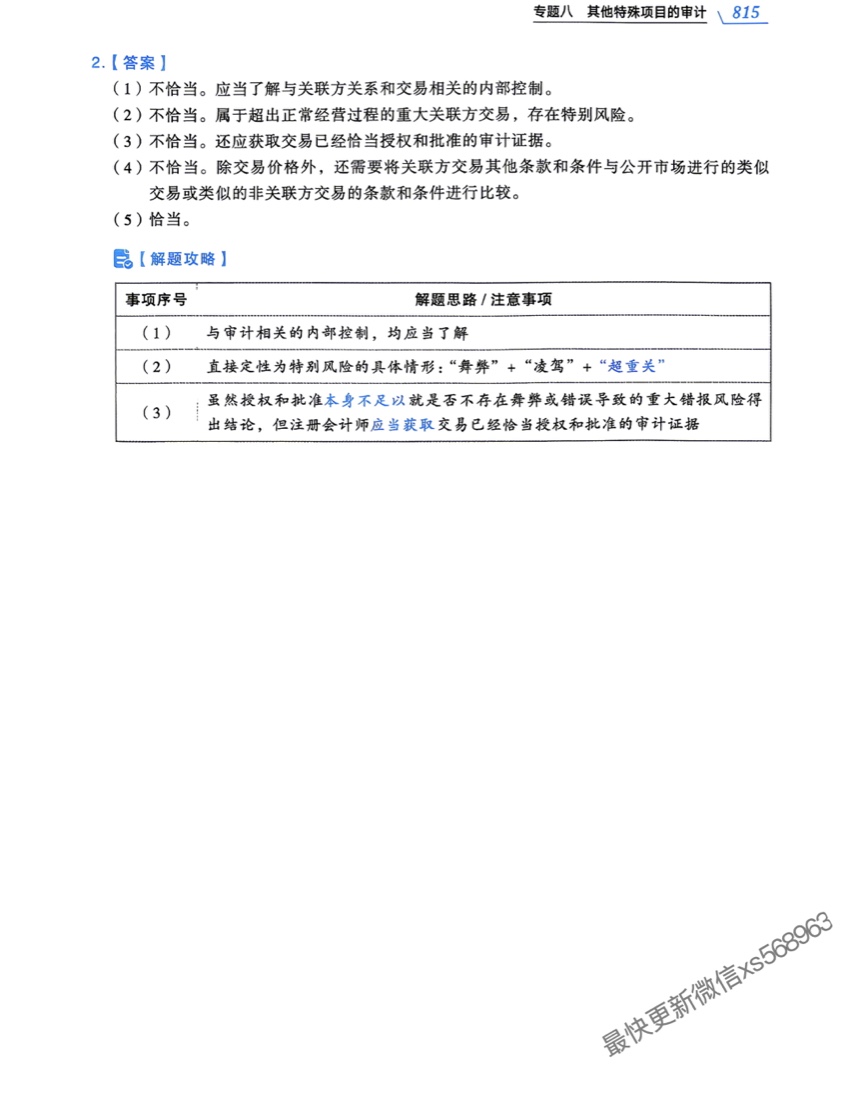 专题八 其他特殊项目的审计 815
2.【答案】
（1）不恰当。应当了解与关联方关系和交易相关的内部控制。
（2）不恰当。属于超出正常经营过程的重大关联方交易，存在特别风险。
（3）不恰当。还应获取交易已经恰当授权和批准的审计证据。
（4）不恰当。除交易价格外，还需要将关联方交易其他条款和条件与公开市场进行的类似
交易或类似的非关联方交易的条款和条件进行比较。
（5）恰当。
【解题攻略】
事项序号 解题思路 / 注意事项
（1） 与审计相关的内部控制，均应当了解
（2） 直接定性为特别风险的具体情形：“舞弊”+“凌驾”+“超重关”
虽然授权和批准本身不足以就是否不存在舞弊或错误导致的重大错报风险得
（3） 出结论，但注册会计师应当获取交易已经恰当授权和批准的审计证据
最快更新微信xs568963